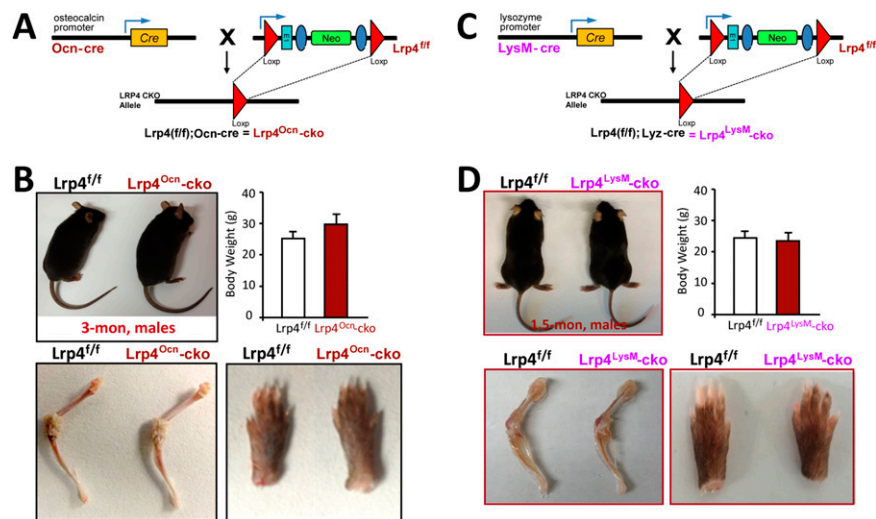 A
osteocalcin
promoter
Cre
Ocn-cre
X
E1
Neo
Lrp4f/f
Loxp
Loxp
LRP4 CKO
Allele
Loxp
Lrp4(f/f);Ocn-cre = Lrp4Ocn-cko
B
Lrp4f/f
Lrp4Ocn-cko
3-mon, males
Body Weight (g)
40
30
20
10
0
Lrp4f/f
Lrp4Ocn-cko
Lrp4f/f
Lrp4Ocn-cko
Lrp4f/f
Lrp4Ocn-cko
C
lysozyme
promoter
Cre
LysM-cre
X
E1
Neo
Lrp4f/f
Loxp
Loxp
LRP4 CKO
Allele
Loxp
Lrp4(f/f);Lyz-cre = Lrp4LysM-cko
D
Lrp4f/f
Lrp4LysM-cko
1.5-mon, males
Body Weight (g)
40
30
20
10
0
Lrp4f/f
Lrp4LysM-cko
Lrp4f/f
Lrp4LysM-cko
Lrp4f/f
Lrp4LysM-cko